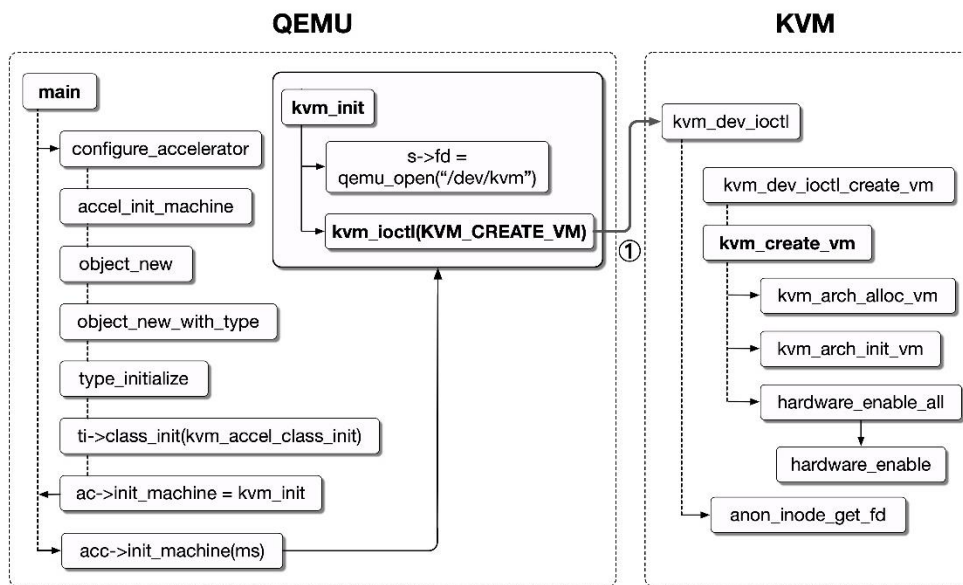 QEMU
KVM
main
configure_accelerator
accel_init_machine
object_new
object_new_with_type
type_initialize
ti->class_init(kvm_accel_class_init)
ac->init_machine = kvm_init
acc->init_machine(ms)
kvm_init
s->fd =
qemu_open(“/dev/kvm”)
kvm_ioctl(KVM_CREATE_VM)
①
kvm_dev_ioctl
kvm_dev_ioctl_create_vm
kvm_create_vm
kvm_arch_alloc_vm
kvm_arch_init_vm
hardware_enable_all
hardware_enable
anon_inode_get_fd